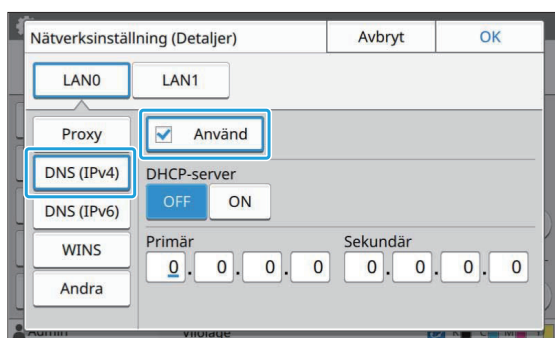 Nätverksinställning (Detaljer)
Avbryt
OK
LAN0
LAN1
Proxy
DNS (IPv4)
DNS (IPv6)
WINS
Andra
Använd
DHCP-server
OFF ON
Primär Sekundär
0. 0. 0. 0 0. 0. 0. 0
Admin
K C M Y